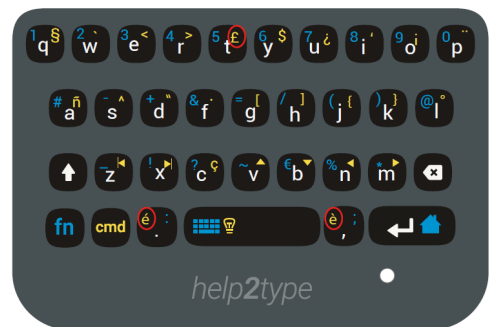 1 q § 2 w ` 3 e < 4 r > 5 t £ 6 y $ 7 u ¿ 8 i ' 9 o ¡ 0 p ¨
# a ñ - s ^ + d & f . = g [ / h ] ( j { ) k } @ l °
_ z ! x ? c ç ~ v € b % n * m
fn cmd é . : è , ;
help2type